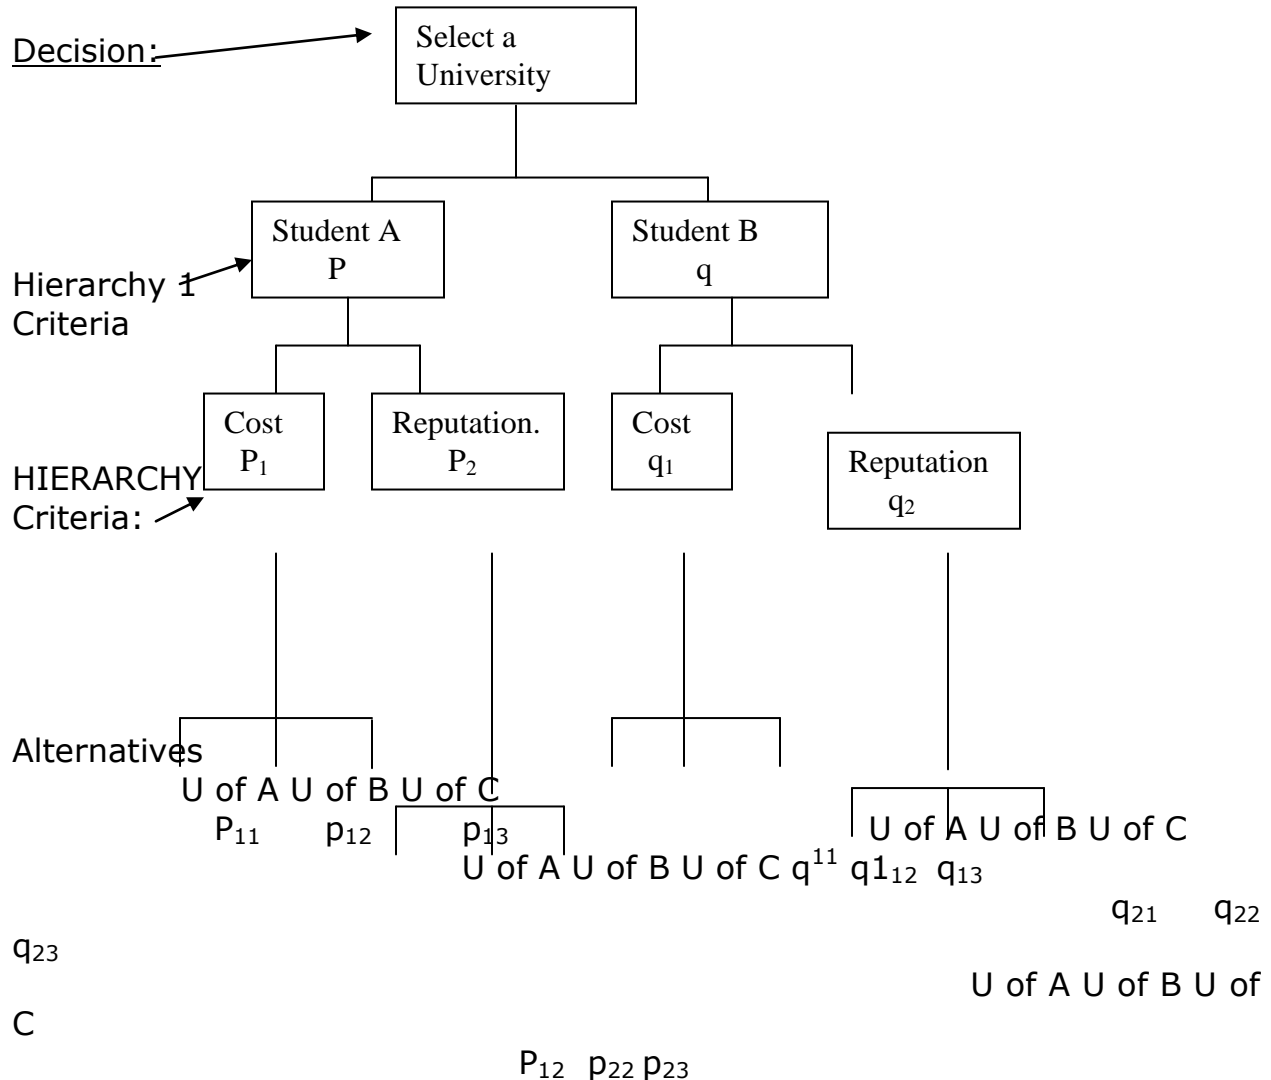 Decision:
Select a
University
Student A
P
Student B
q
Hierarchy 1
Criteria
Cost
P₁
Reputation.
P₂
Cost
q₁
Reputation
q₂
HIERARCHY
Criteria:
Alternatives
U of A U of B U of C
P₁₁ p₁₂ p₁₃
U of A U of B U of C
U of A U of B U of C q¹¹ q1₁₂ q₁₃
q₂₁ q₂₂
q₂₃
U of A U of B U of
C
P₁₂ p₂₂ p₂₃